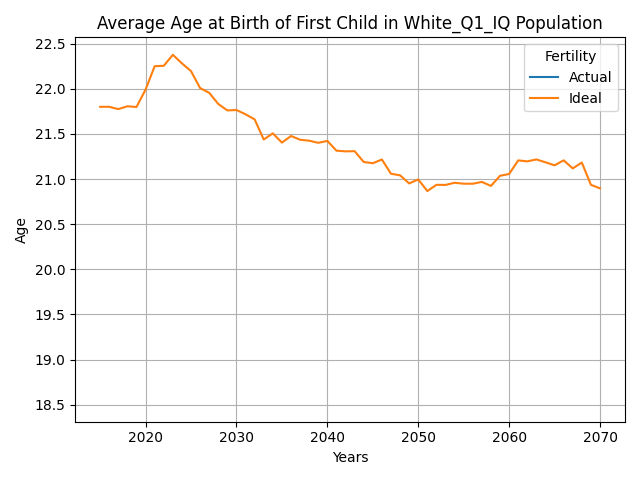 Average Age at Birth of First Child in White_Q1_IQ Population
Fertility
Actual
Ideal
22.5
22.0
21.5
21.0
20.5
20.0
19.5
19.0
18.5
Age
2020 2030 2040 2050 2060 2070
Years